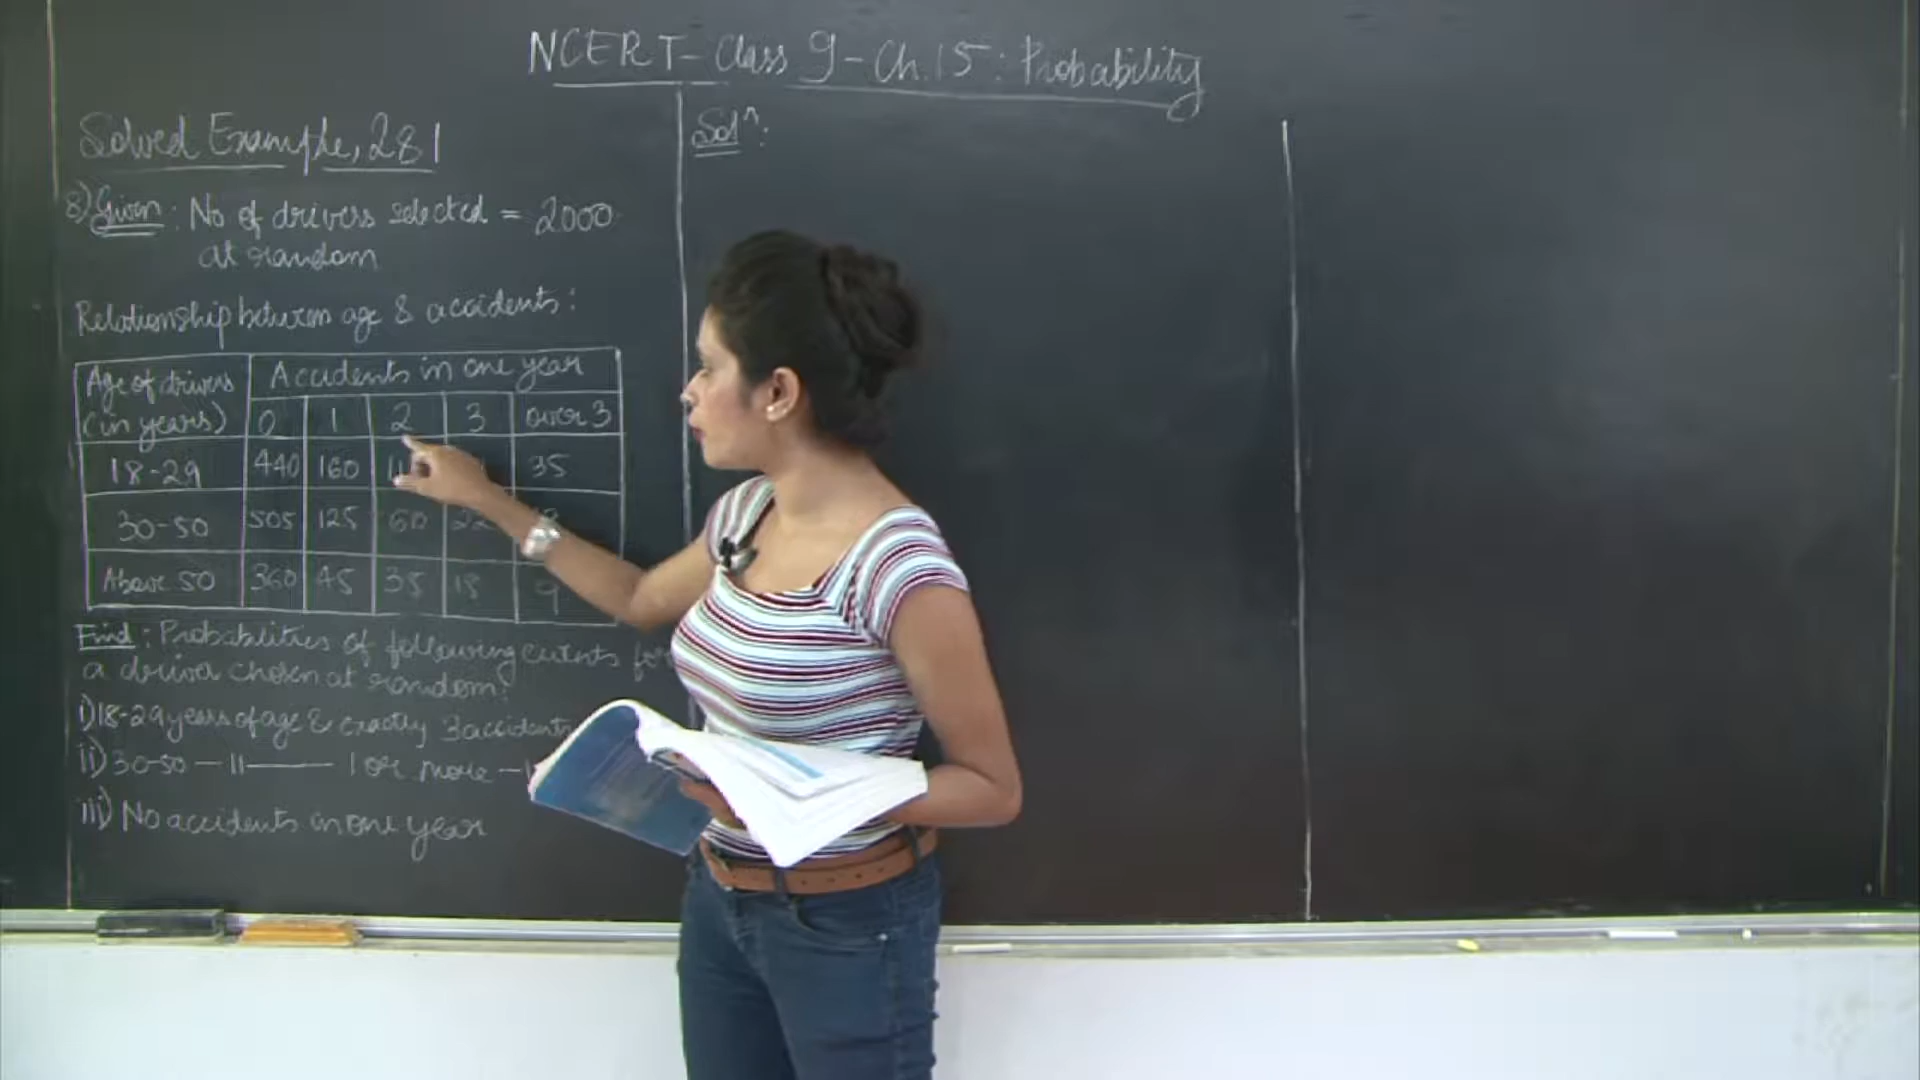 NCERT - Class 9 - Ch.15 : Probability
Solved Example, 281
8) Given : No of drivers selected = 2000
at random
Relationship between age & accidents :
Age of drivers (in years) Accidents in one year
0 1 2 3 over 3
18-29 440 160 35
30-50 505 125 60 22
Above 50 360 45 35 18 9
Find : Probabilities of following events for
a driver chosen at random:
i) 18-29 years of age & exactly 3 accidents
ii) 30-50 — 11 —— 1 or more —
iii) No accidents in one year
Solⁿ: